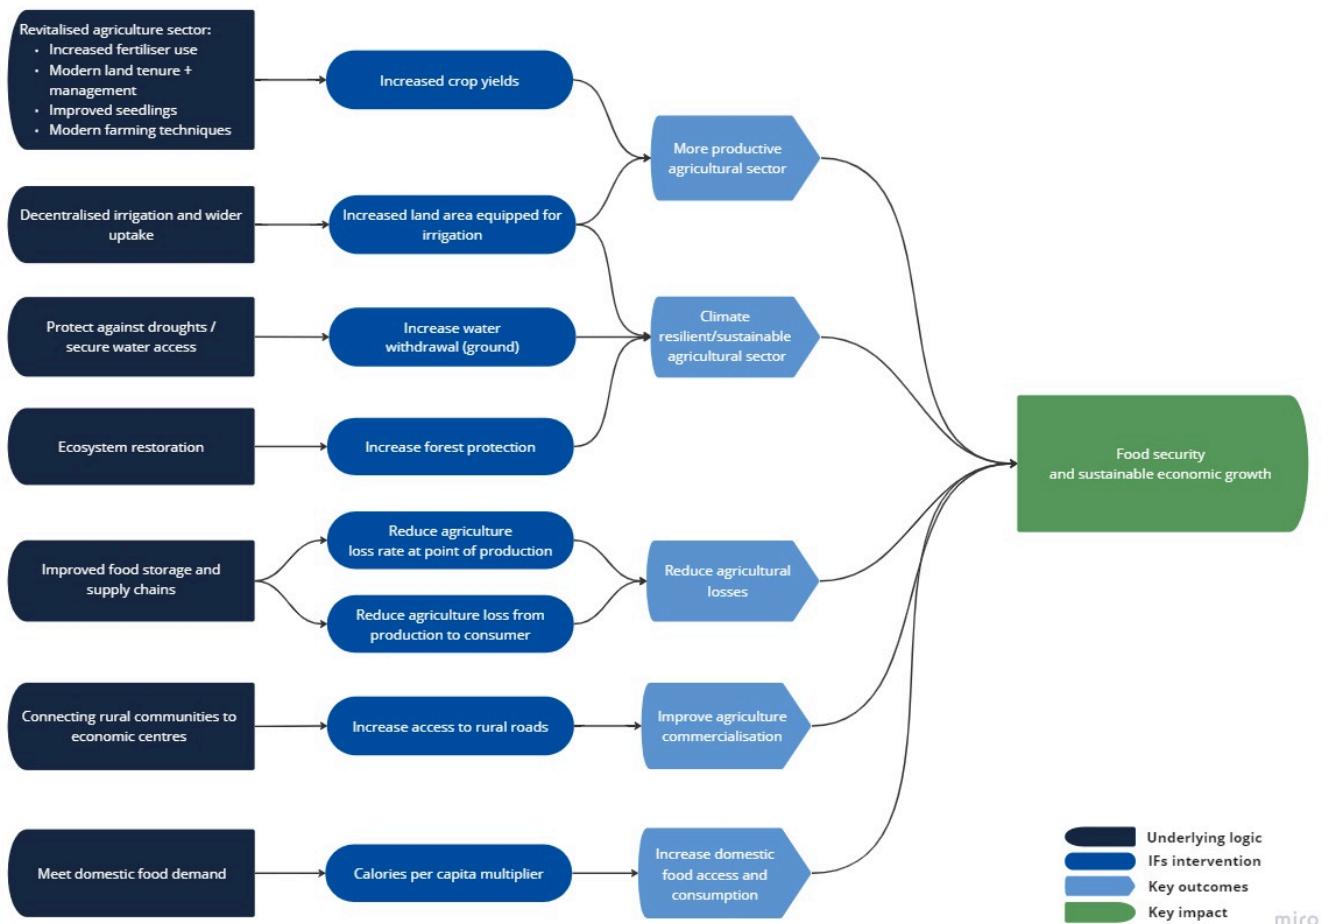 Revitalised agriculture sector:
• Increased fertiliser use
• Modern land tenure +
management
• Improved seedlings
• Modern farming techniques
Increased crop yields
More productive
agricultural sector
Decentralised irrigation and wider
uptake
Increased land area equipped for
irrigation
Protect against droughts /
secure water access
Increase water
withdrawal (ground)
Climate
resilient/sustainable
agricultural sector
Ecosystem restoration
Increase forest protection
Food security
and sustainable economic growth
Improved food storage and
supply chains
Reduce agriculture
loss rate at point of production
Reduce agriculture loss from
production to consumer
Reduce agricultural
losses
Connecting rural communities to
economic centres
Increase access to rural roads
Improve agriculture
commercialisation
Meet domestic food demand
Calories per capita multiplier
Increase domestic
food access and
consumption
Underlying logic
IFs intervention
Key outcomes
Key impact
miro